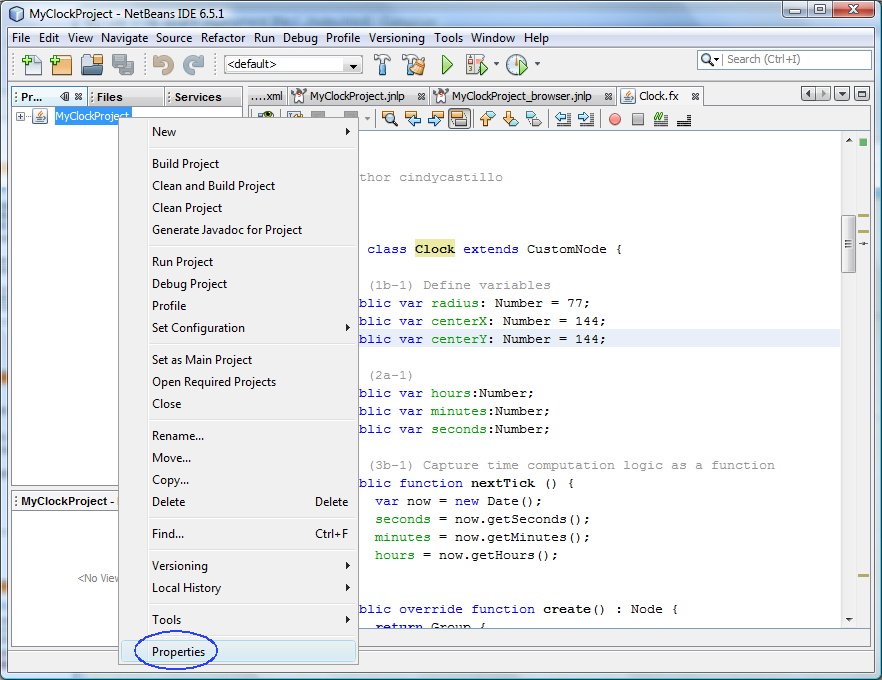 MyClockProject - NetBeans IDE 6.5.1
File Edit View Navigate Source Refactor Run Debug Profile Versioning Tools Window Help
<default>
Search (Ctrl+I)
Pr...
Files
Services
....xml
MyClockProject.jnlp
MyClockProject_browser.jnlp
Clock.fx
MyClockProject
New
Build Project
Clean and Build Project
Clean Project
Generate Javadoc for Project
Run Project
Debug Project
Profile
Set Configuration
Set as Main Project
Open Required Projects
Close
Rename...
Move...
Copy...
Delete Delete
Find... Ctrl+F
Versioning
Local History
Tools
Properties
MyClockProject -
<No View
thor cindycastillo
class Clock extends CustomNode {
(1b-1) Define variables
blic var radius: Number = 77;
blic var centerX: Number = 144;
blic var centerY: Number = 144;
(2a-1)
blic var hours:Number;
blic var minutes:Number;
blic var seconds:Number;
(3b-1) Capture time computation logic as a function
blic function nextTick () {
var now = new Date();
seconds = now.getSeconds();
minutes = now.getMinutes();
hours = now.getHours();
blic override function create() : Node {
return Group {